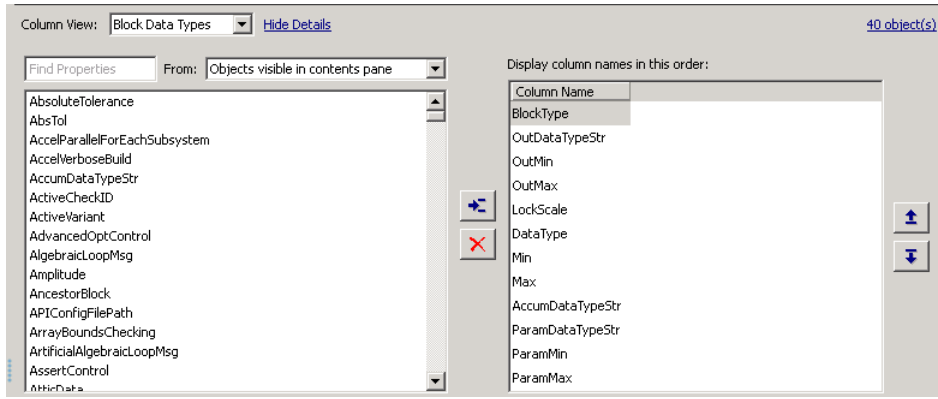 Column View: Block Data Types Hide Details 40 object(s)
Find Properties From: Objects visible in contents pane
Display column names in this order:
AbsoluteTolerance
AbsTol
AccelParallelForEachSubsystem
AccelVerboseBuild
AccumDataTypeStr
ActiveCheckID
ActiveVariant
AdvancedOptControl
AlgebraicLoopMsg
Amplitude
AncestorBlock
APIConfigFilePath
ArrayBoundsChecking
ArtificialAlgebraicLoopMsg
AssertControl
AtticData
Column Name
BlockType
OutDataTypeStr
OutMin
OutMax
LockScale
DataType
Min
Max
AccumDataTypeStr
ParamDataTypeStr
ParamMin
ParamMax